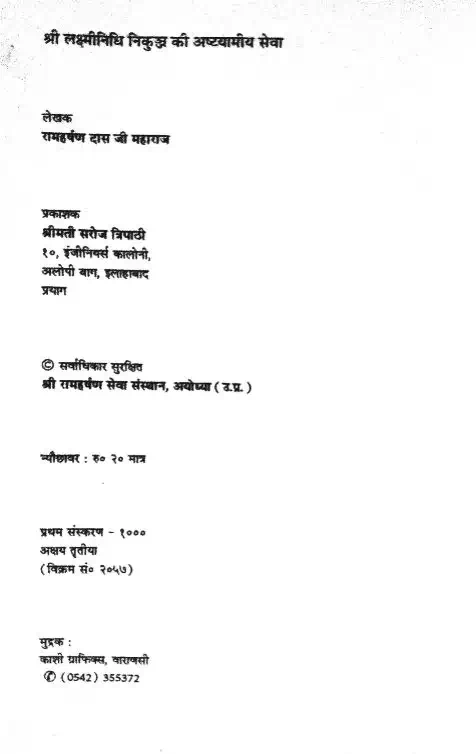 श्री लक्ष्मीनिधि निकुञ्ज की अष्टयामीय सेवा
लेखक
रामहर्षण दास जी महाराज
प्रकाशक
श्रीमती सरोज त्रिपाठी
१०, इंजीनियर्स कालोनी,
अलोपी बाग, इलाहाबाद
प्रयाग
© सर्वाधिकार सुरक्षित
श्री रामहर्षण सेवा संस्थान, अयोध्या ( उ.प्र. )
न्यौछावर : रु० २० मात्र
प्रथम संस्करण - १०००
अक्षय तृतीया
(विक्रम सं० २०५७)
मुद्रक :
काशी ग्राफिक्स, वाराणसी
✆ (0542) 355372